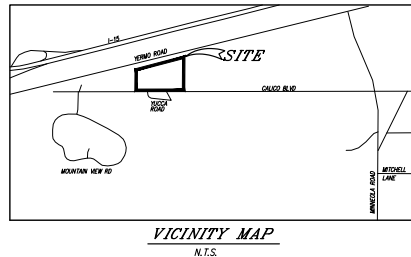 I-15
YERMO ROAD
SITE
CALICO BLVD
YUCCA
ROAD
MOUNTAIN VIEW RD
MINNEOLA ROAD
MITCHELL
LANE
VICINITY MAP
N.T.S.